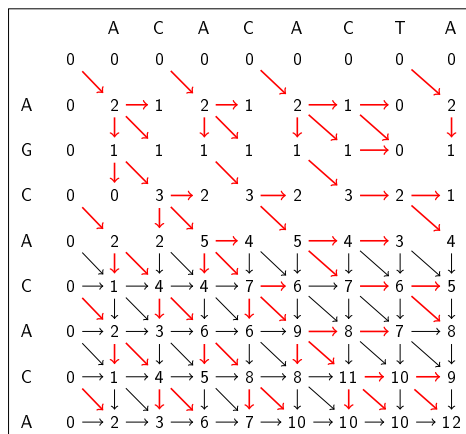 A C A C A C T A
0 0 0 0 0 0 0 0 0
A 0 2 1 2 1 2 1 0 2
G 0 1 1 1 1 1 1 0 1
C 0 0 3 2 3 2 3 2 1
A 0 2 2 5 4 5 4 3 4
C 0 1 4 4 7 6 7 6 5
A 0 2 3 6 6 9 8 7 8
C 0 1 4 5 8 8 11 10 9
A 0 2 3 6 7 10 10 10 12